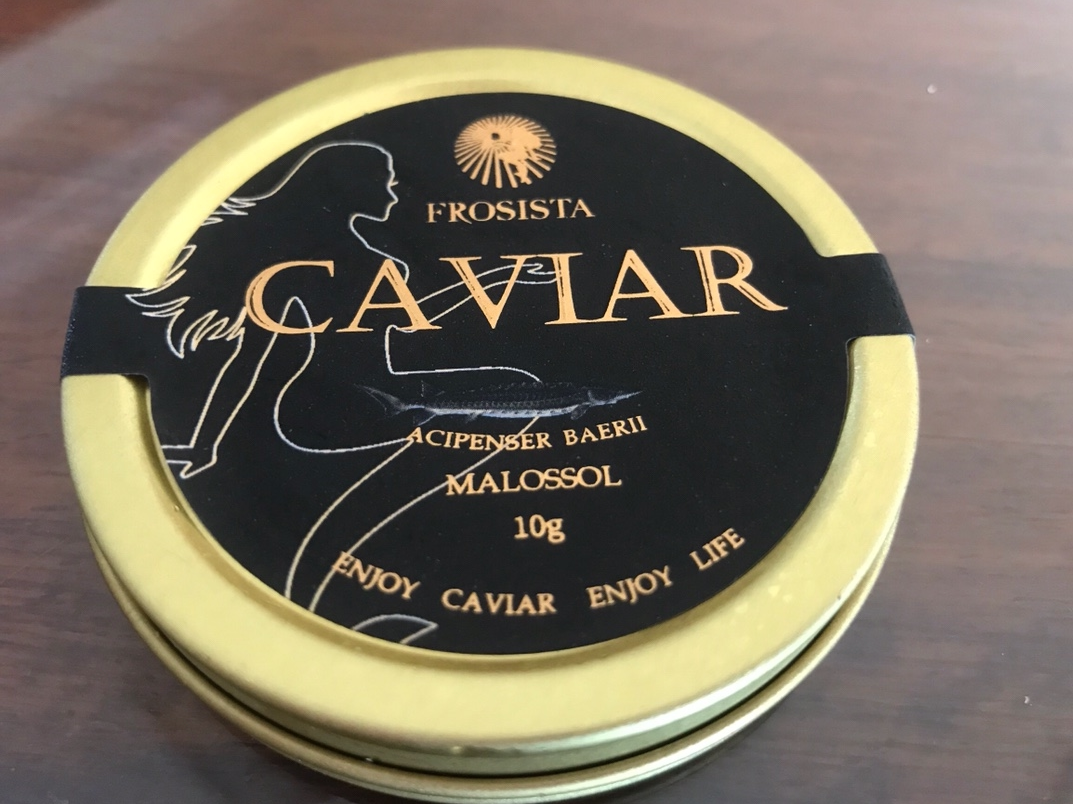 FROSISTA
CAVIAR
ACIPENSER BAERII
MALOSSOL
10g
ENJOY CAVIAR ENJOY LIFE